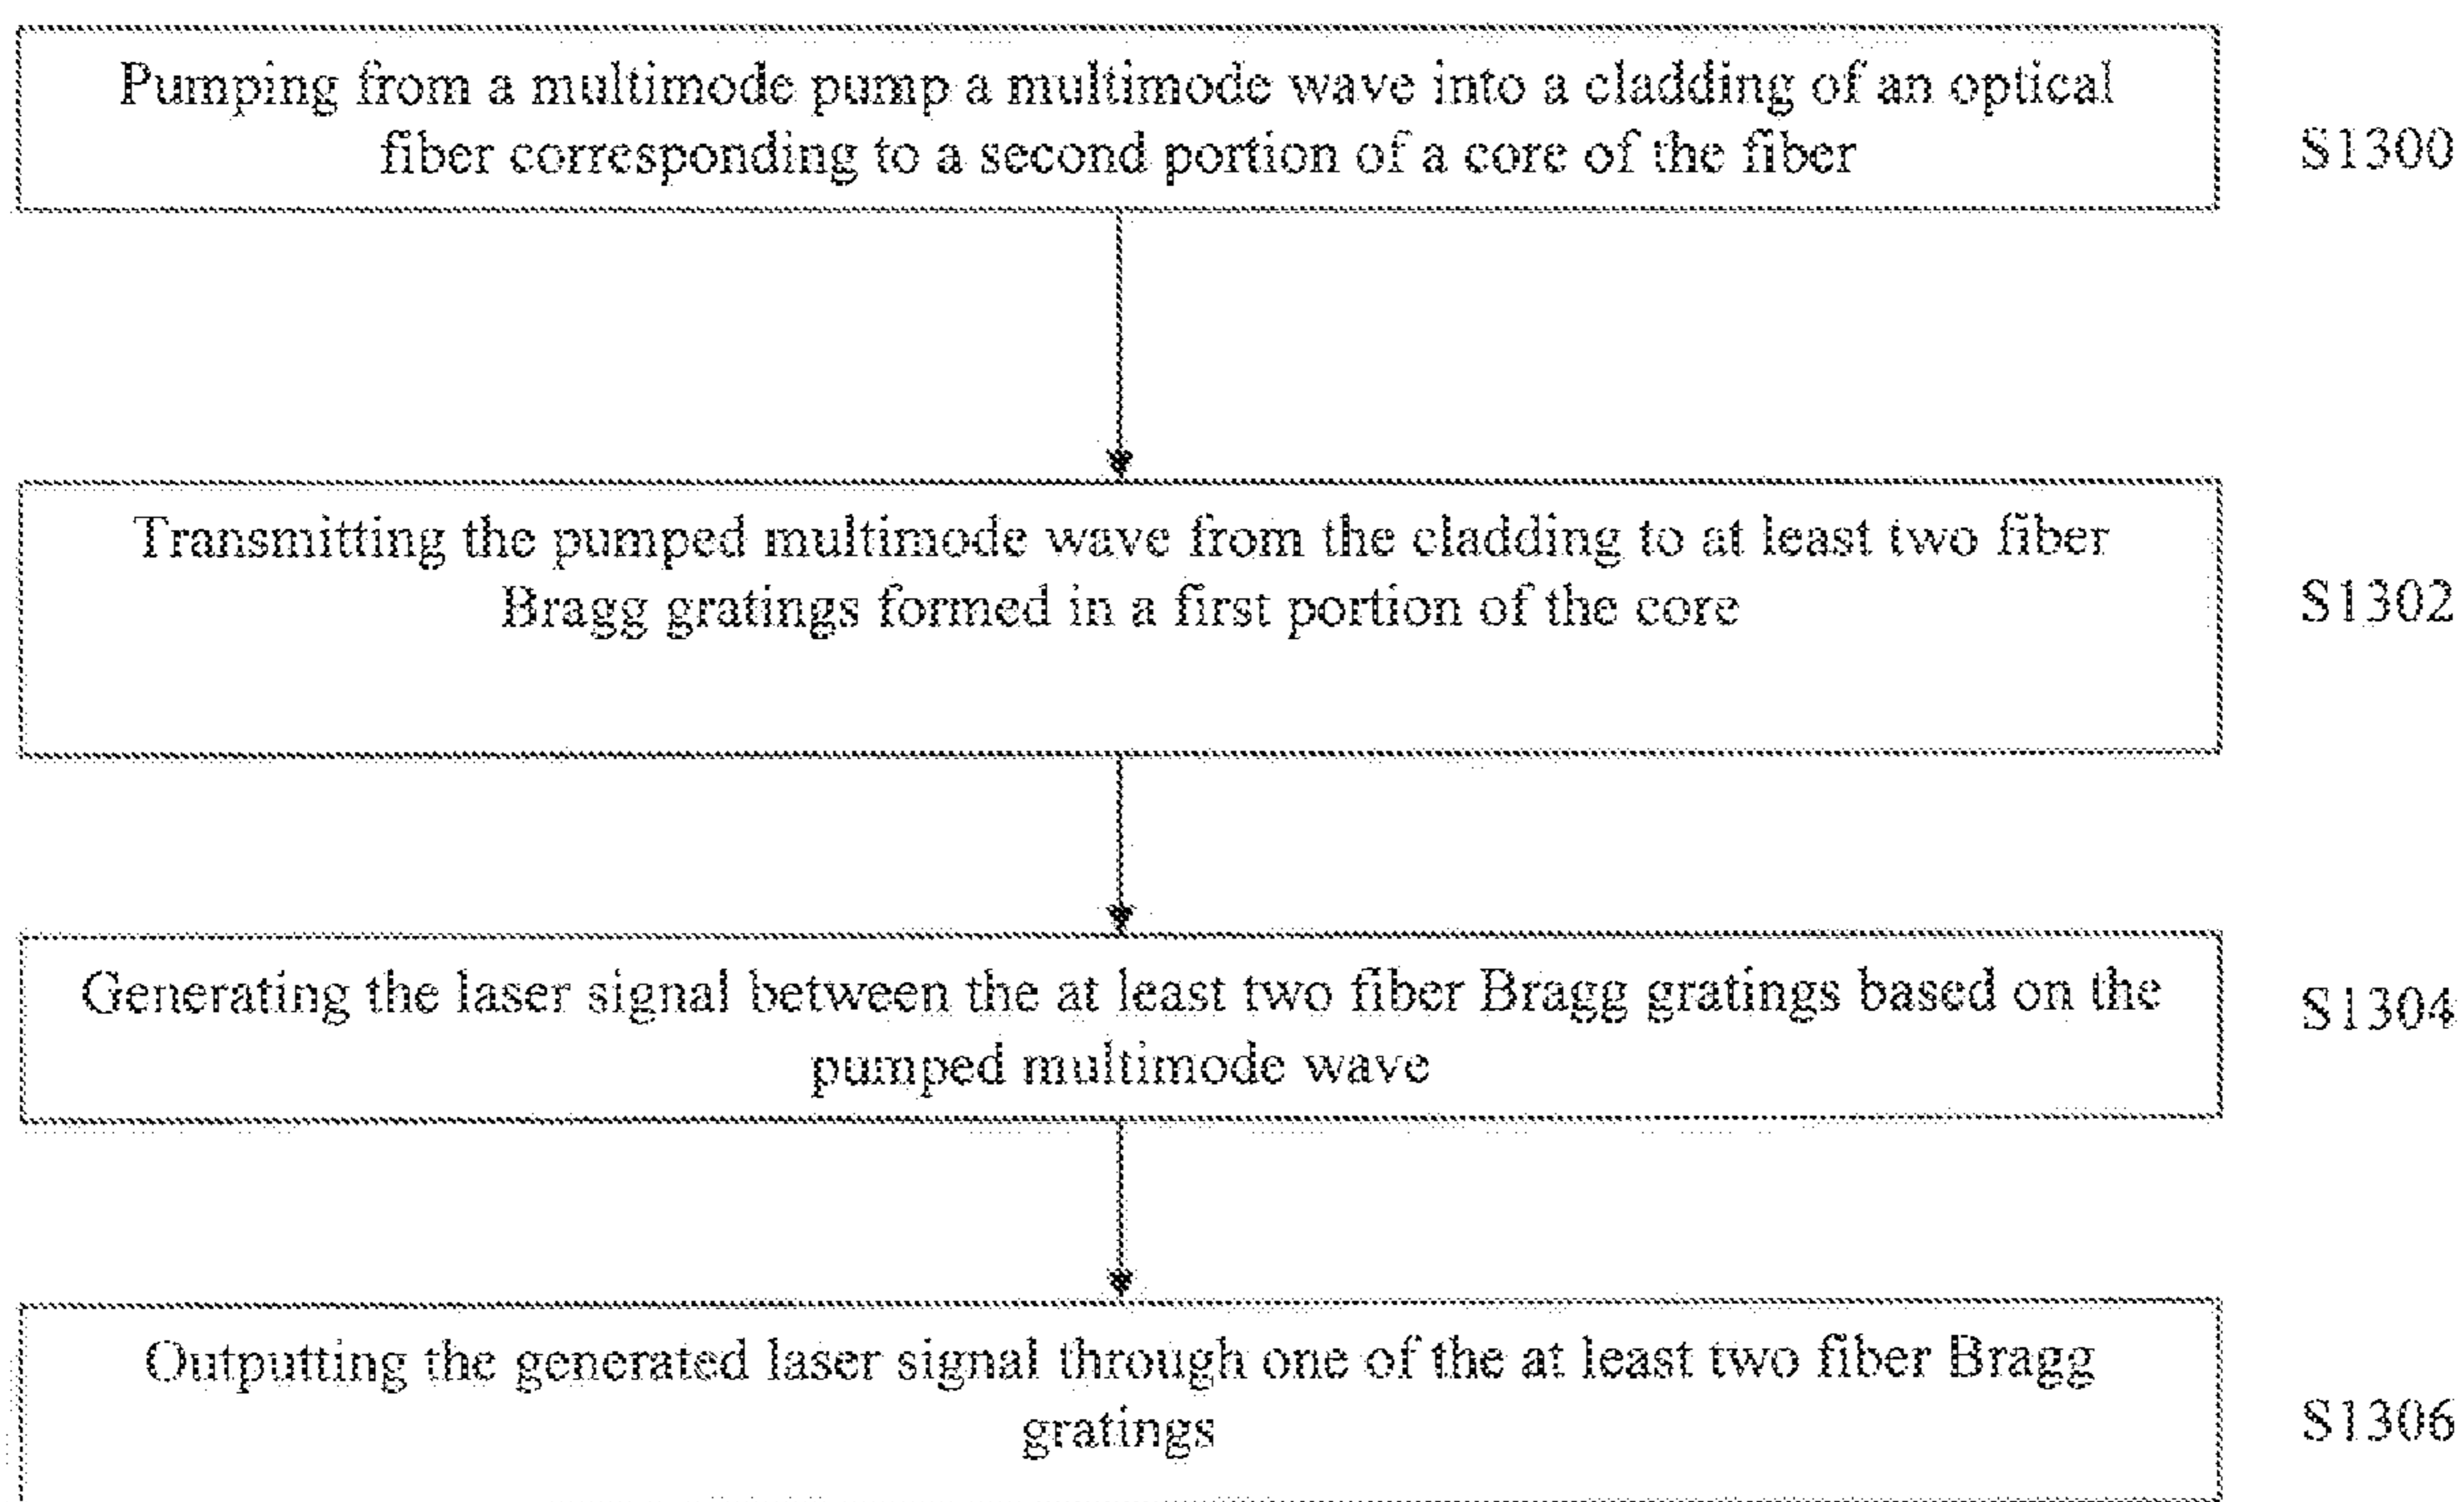 Pumping from a multimode pump a multimode wave into a cladding of an optical
fiber corresponding to a second portion of a core of the fiber
S1300
Transmitting the pumped multimode wave from the cladding to at least two fiber
Bragg gratings formed in a first portion of the core
S1302
Generating the laser signal between the at least two fiber Bragg gratings based on the
pumped multimode wave
S1304
Outputting the generated laser signal through one of the at least two fiber Bragg
gratings
S1306